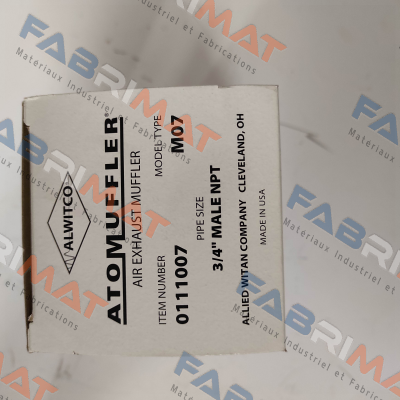 ALWITCO
ATOMUFFLER®
AIR EXHAUST MUFFLER
ITEM NUMBER MODEL TYPE
0111007 M07
PIPE SIZE
3/4" MALE NPT
ALLIED WITAN COMPANY CLEVELAND, OH
MADE IN USA
FABRIMAT
Materiaux Industriel et Fabrications